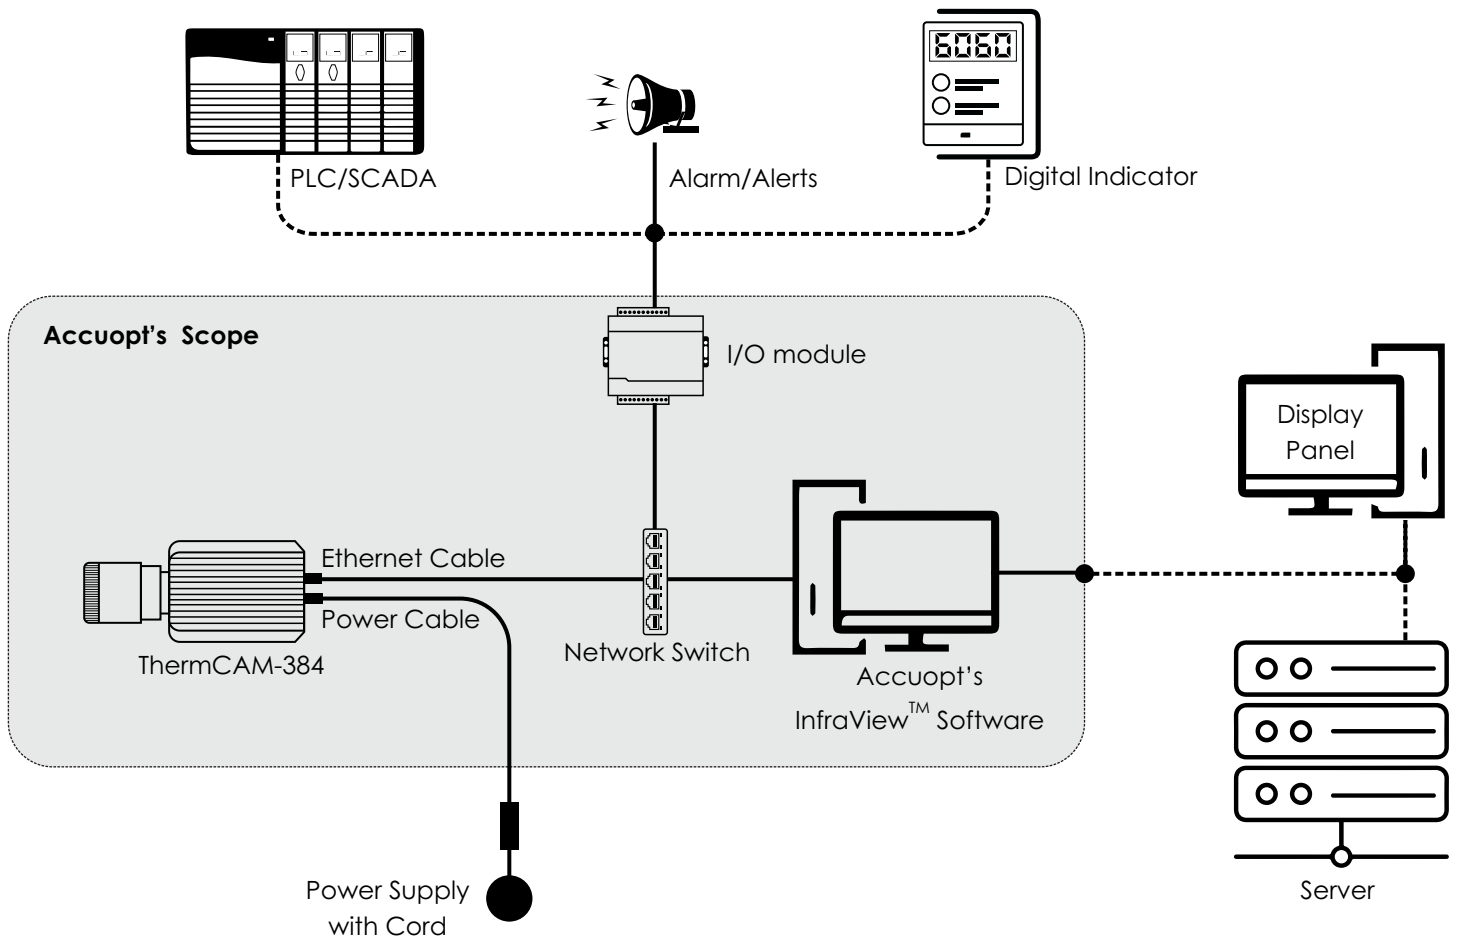 6060
PLC/SCADA
Alarm/Alerts
Digital Indicator
Accuopt's Scope
I/O module
Display
Panel
Ethernet Cable
Power Cable
ThermCAM-384
Network Switch
Accuopt's
InfraView™ Software
Power Supply
with Cord
Server